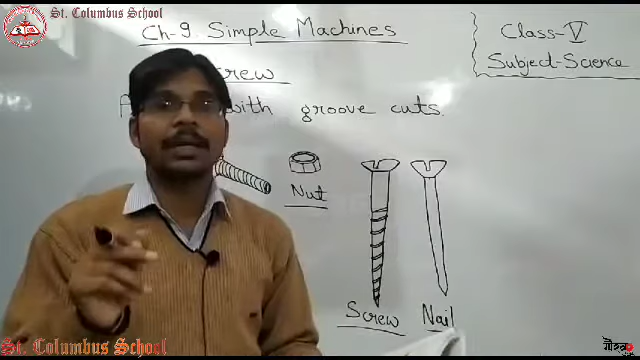 St. Columbus School
Ch-9. Simple Machines
Class-V
Subject-Science
Screw
A with groove cuts.
Nut
Screw
Nail
St. Columbus School